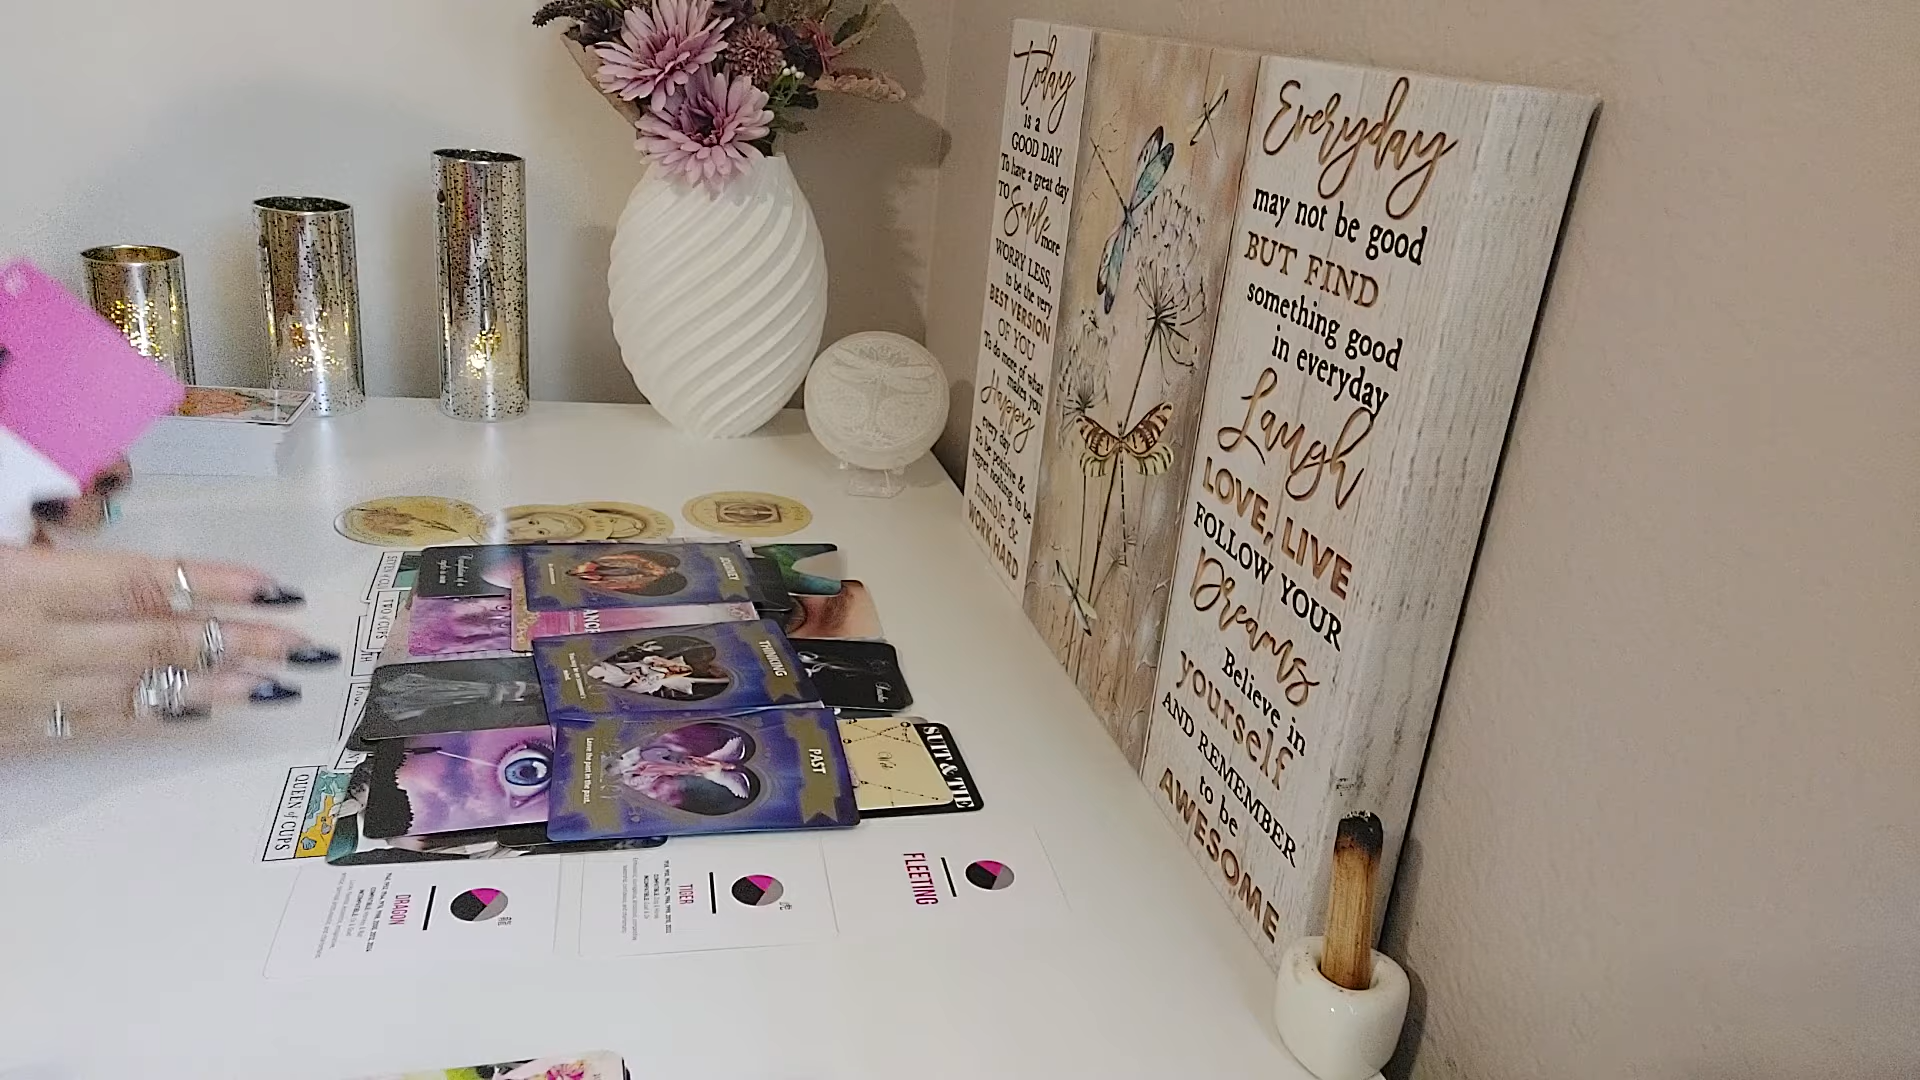 Today
is a
GOOD DAY
To have a great day
TO Smile more
WORRY LESS,
to be the very
BEST VERSION
OF YOU
To do more of what
makes you
Happy
every day
To be positive &
regret nothing to be
humble &
WORK HARD
Everyday
may not be good
BUT FIND
something good
in everyday
Laugh
LOVE, LIVE
FOLLOW YOUR
Dreams
Believe in
yourself
AND REMEMBER
to be
AWESOME
TWO of CUPS
QUEEN of CUPS
THINKING
PAST
Leave the past in the past.
SUIT & TIE
DRAGON
TIGER
FLEETING